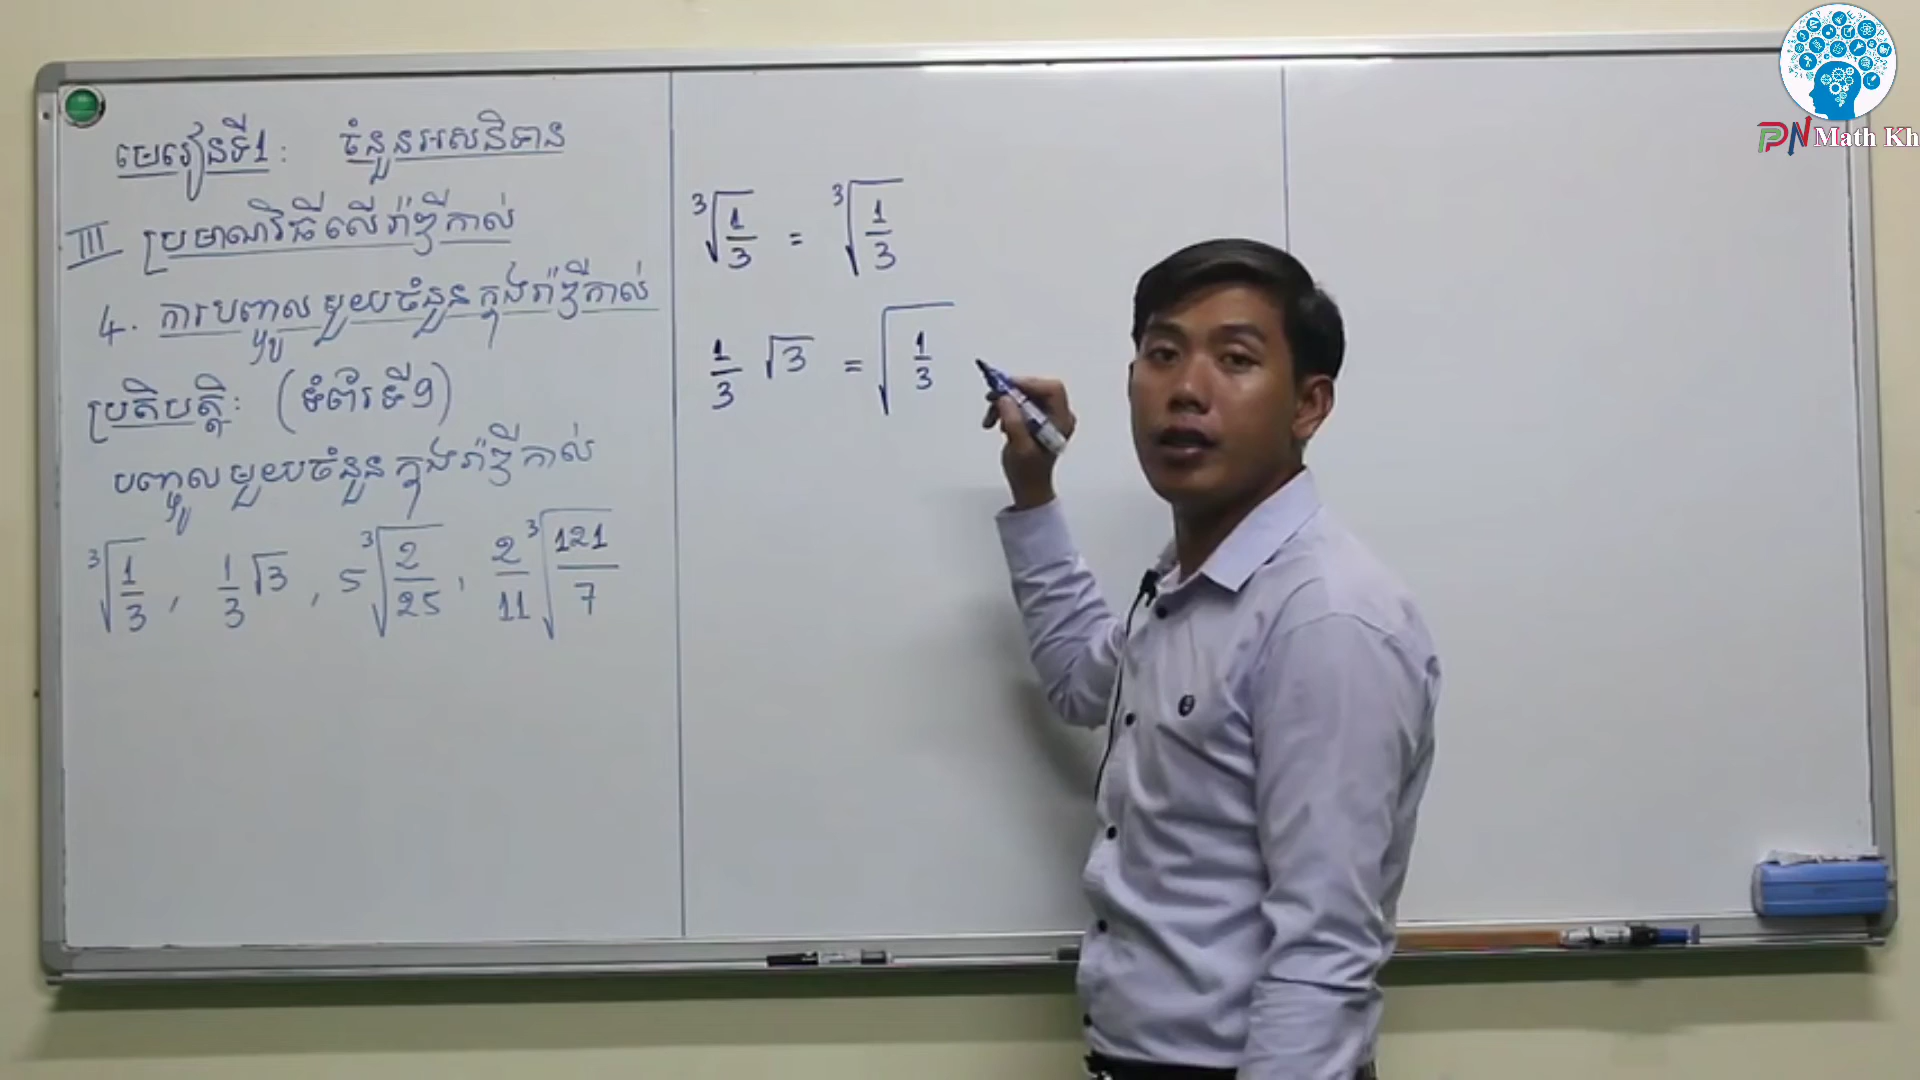 មេរៀនទី1: ចំនួនអសនិទាន
III ប្រមាណវិធីលើរ៉ាឌីកាល់
4. ការបញ្ចូលមួយចំនួនក្នុងរ៉ាឌីកាល់
ប្រតិបត្តិ: (ទំព័រទី9)
បញ្ចូលមួយចំនួនក្នុងរ៉ាឌីកាល់
∛(1/3), 1/3 √3, 5 ∛(2/25), 2/11 ∛(121/7)
∛(1/3) = ∛(1/3)
1/3 √3 = √(1/3
PN Math Kh